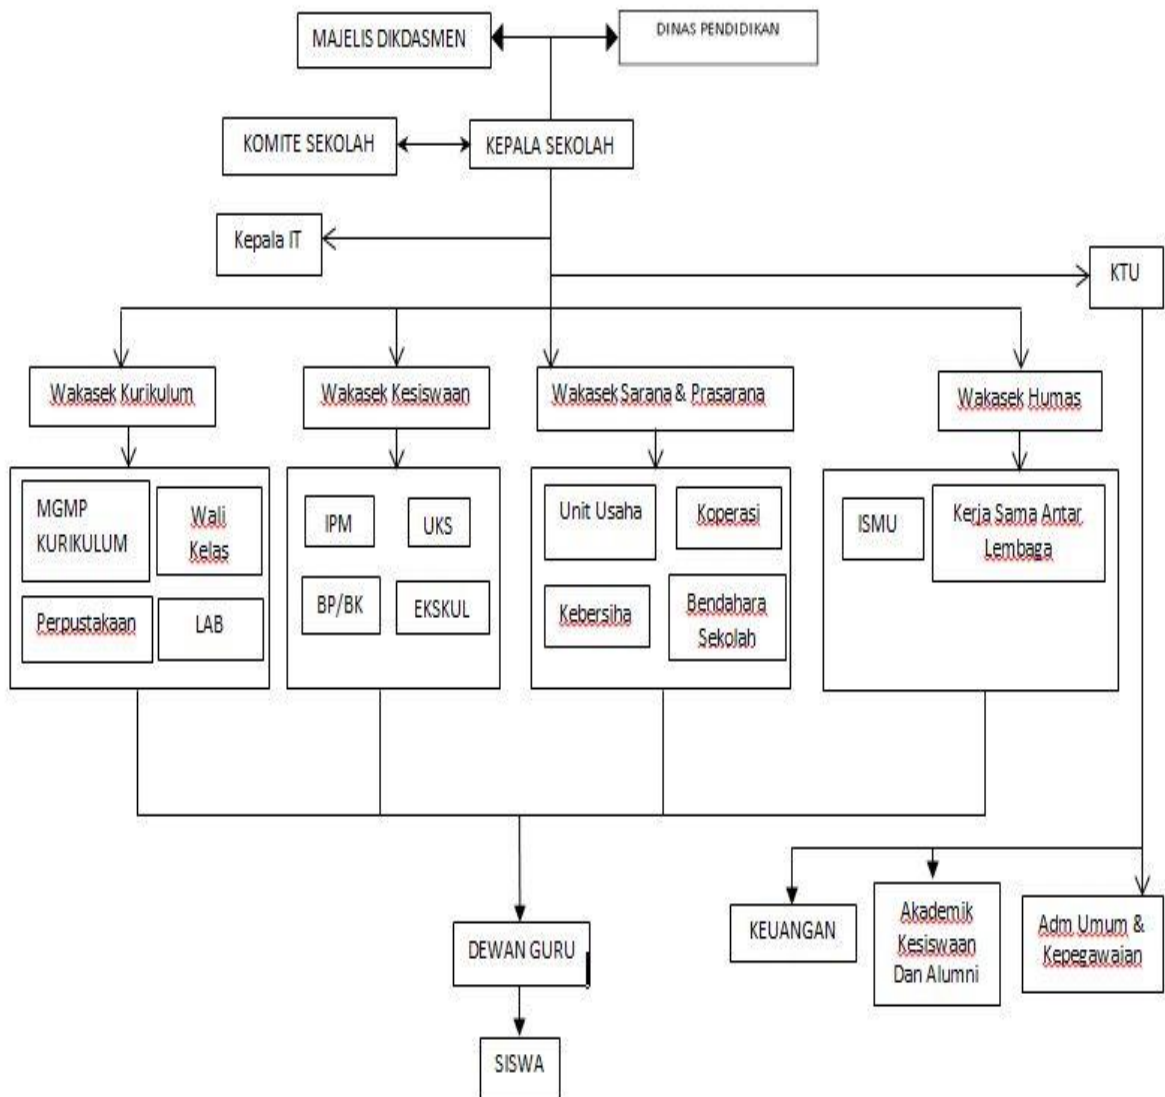 MAJELIS DIKDASMEN
DINAS PENDIDIKAN
KOMITE SEKOLAH
KEPALA SEKOLAH
Kepala IT
KTU
Wakasek Kurikulum
Wakasek Kesiswaan
Wakasek Sarana & Prasarana
Wakasek Humas
MGMP
KURIKULUM
Wali
Kelas
Perpustakaan
LAB
IPM
UKS
BP/BK
EKSKUL
Unit Usaha
Koperasi
Kebersiha
Bendahara
Sekolah
ISMU
Kerja Sama Antar
Lembaga
DEWAN GURU
SISWA
KEUANGAN
Akademik
Kesiswaan
Dan Alumni
Adm Umum &
Kepegawaian